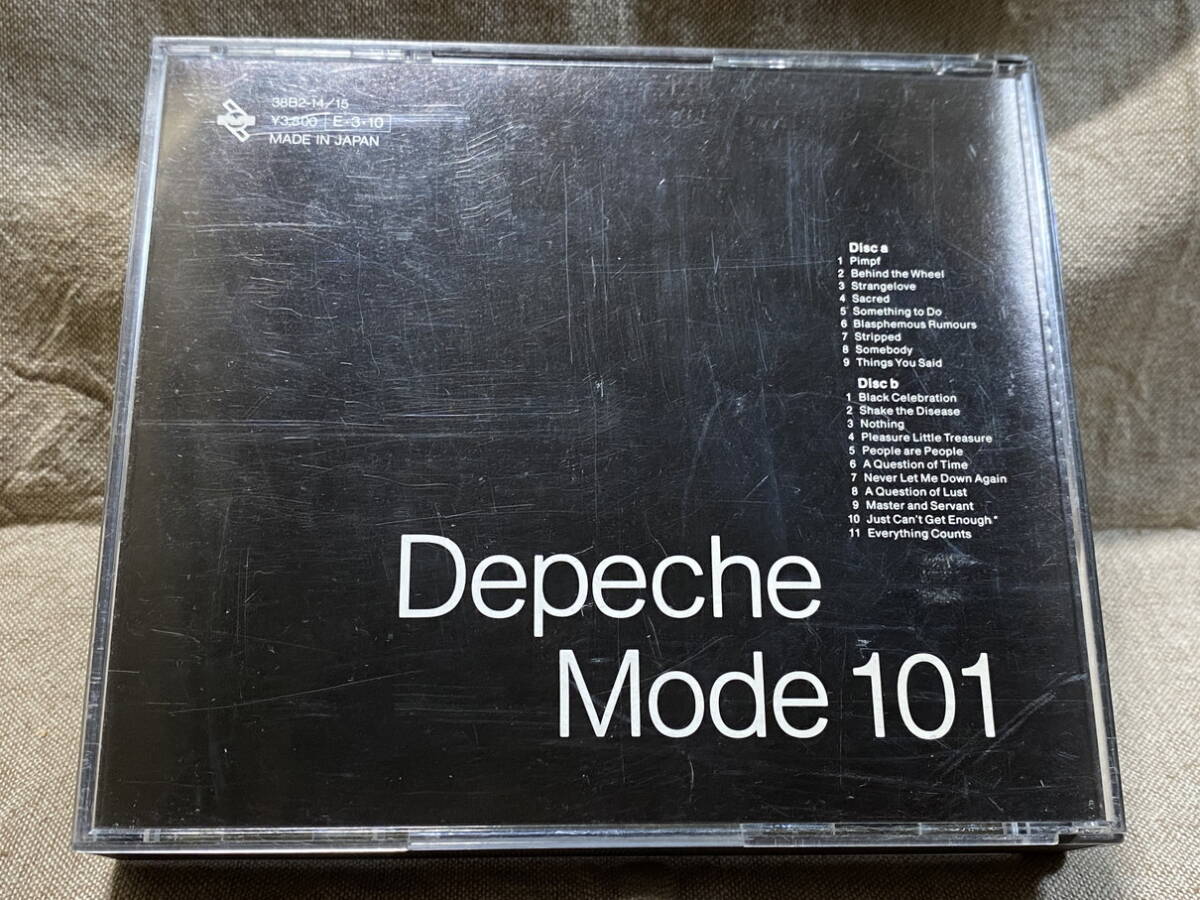 38B2-14/15
¥3,800 E・3・10
MADE IN JAPAN
Disc a
1 Pimpf
2 Behind the Wheel
3 Strangelove
4 Sacred
5 Something to Do
6 Blasphemous Rumours
7 Stripped
8 Somebody
9 Things You Said
Disc b
1 Black Celebration
2 Shake the Disease
3 Nothing
4 Pleasure Little Treasure
5 People are People
6 A Question of Time
7 Never Let Me Down Again
8 A Question of Lust
9 Master and Servant
10 Just Can't Get Enough*
11 Everything Counts
Depeche
Mode 101